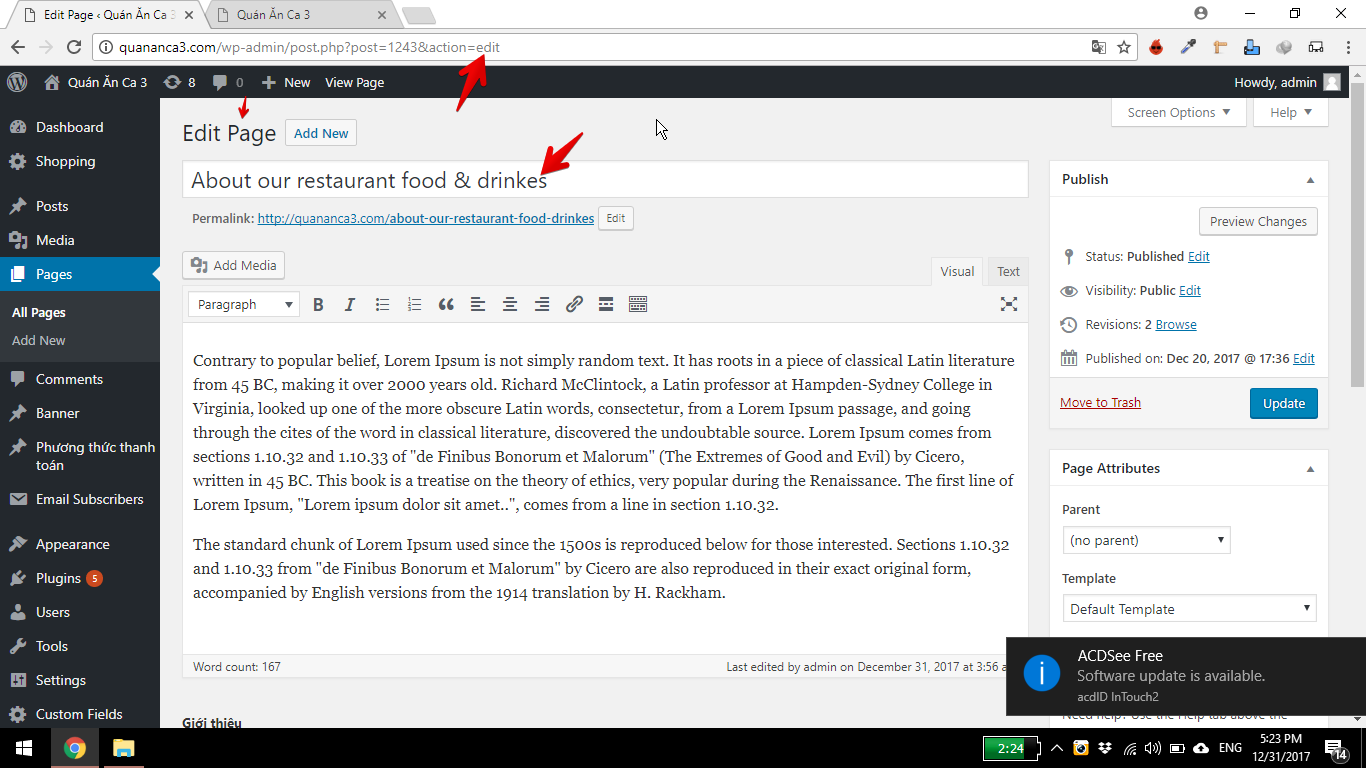 Edit Page ‹ Quán Ăn Ca 3
Quán Ăn Ca 3
quananca3.com/wp-admin/post.php?post=1243&action=edit
Quán Ăn Ca 3
8
0
New
View Page
Howdy, admin
Dashboard
Shopping
Posts
Media
Pages
All Pages
Add New
Comments
Banner
Phương thức thanh
toán
Email Subscribers
Appearance
Plugins 5
Users
Tools
Settings
Custom Fields
Screen Options
Help
Edit Page
Add New
About our restaurant food & drinkes
Permalink: http://quananca3.com/about-our-restaurant-food-drinkes Edit
Add Media
Visual
Text
Paragraph
B I
Contrary to popular belief, Lorem Ipsum is not simply random text. It has roots in a piece of classical Latin literature
from 45 BC, making it over 2000 years old. Richard McClintock, a Latin professor at Hampden-Sydney College in
Virginia, looked up one of the more obscure Latin words, consectetur, from a Lorem Ipsum passage, and going
through the cites of the word in classical literature, discovered the undoubtable source. Lorem Ipsum comes from
sections 1.10.32 and 1.10.33 of "de Finibus Bonorum et Malorum" (The Extremes of Good and Evil) by Cicero,
written in 45 BC. This book is a treatise on the theory of ethics, very popular during the Renaissance. The first line of
Lorem Ipsum, "Lorem ipsum dolor sit amet..", comes from a line in section 1.10.32.
The standard chunk of Lorem Ipsum used since the 1500s is reproduced below for those interested. Sections 1.10.32
and 1.10.33 from "de Finibus Bonorum et Malorum" by Cicero are also reproduced in their exact original form,
accompanied by English versions from the 1914 translation by H. Rackham.
Word count: 167
Last edited by admin on December 31, 2017 at 3:56
Giới thiệu
Publish
Preview Changes
Status: Published Edit
Visibility: Public Edit
Revisions: 2 Browse
Published on: Dec 20, 2017 @ 17:36 Edit
Move to Trash
Update
Page Attributes
Parent
(no parent)
Template
Default Template
ACDSee Free
Software update is available.
acdID InTouch2
Need help? Use the Help tab above the
2:24
ENG
5:23 PM
12/31/2017
14